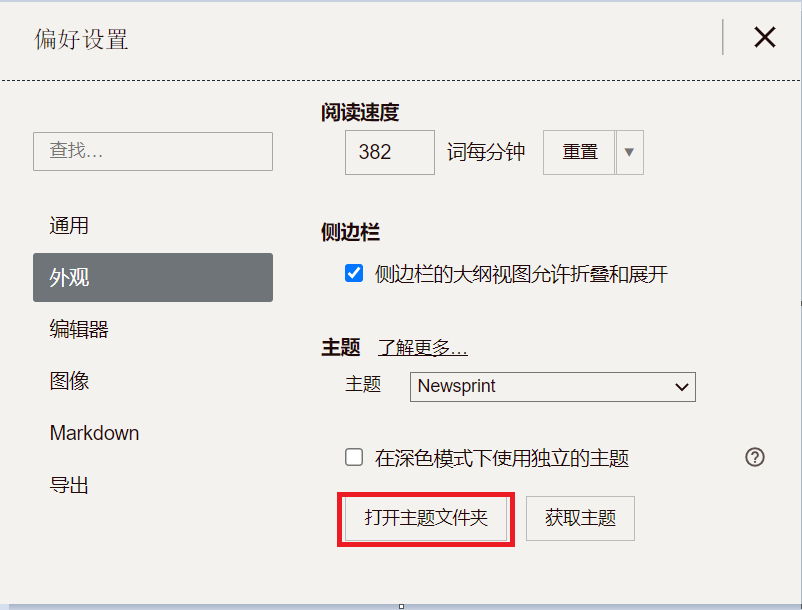 偏好设置
查找...
通用
外观
编辑器
图像
Markdown
导出
阅读速度
382 词每分钟 重置
侧边栏
侧边栏的大纲视图允许折叠和展开
主题 了解更多...
主题 Newsprint
在深色模式下使用独立的主题
打开主题文件夹 获取主题